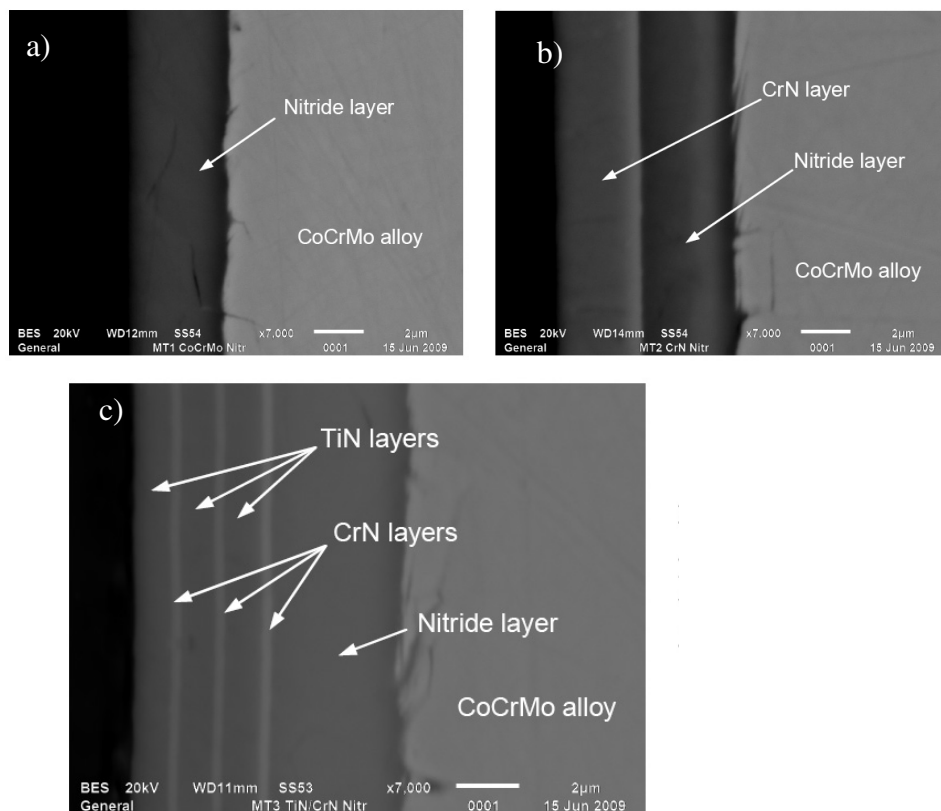 a)
Nitride layer
CoCrMo alloy
BES 20kV WD12mm SS54 x7.000 2µm
General MT1 CoCrMo Nitr 0001 15 Jun 2009
b)
CrN layer
Nitride layer
CoCrMo alloy
BES 20kV WD14mm SS54 x7.000 2µm
General MT2 CrN Nitr 0001 15 Jun 2009
c)
TiN layers
CrN layers
Nitride layer
CoCrMo alloy
BES 20kV WD11mm SS53 x7.000 2µm
General MT3 TiN/CrN Nitr 0001 15 Jun 2009